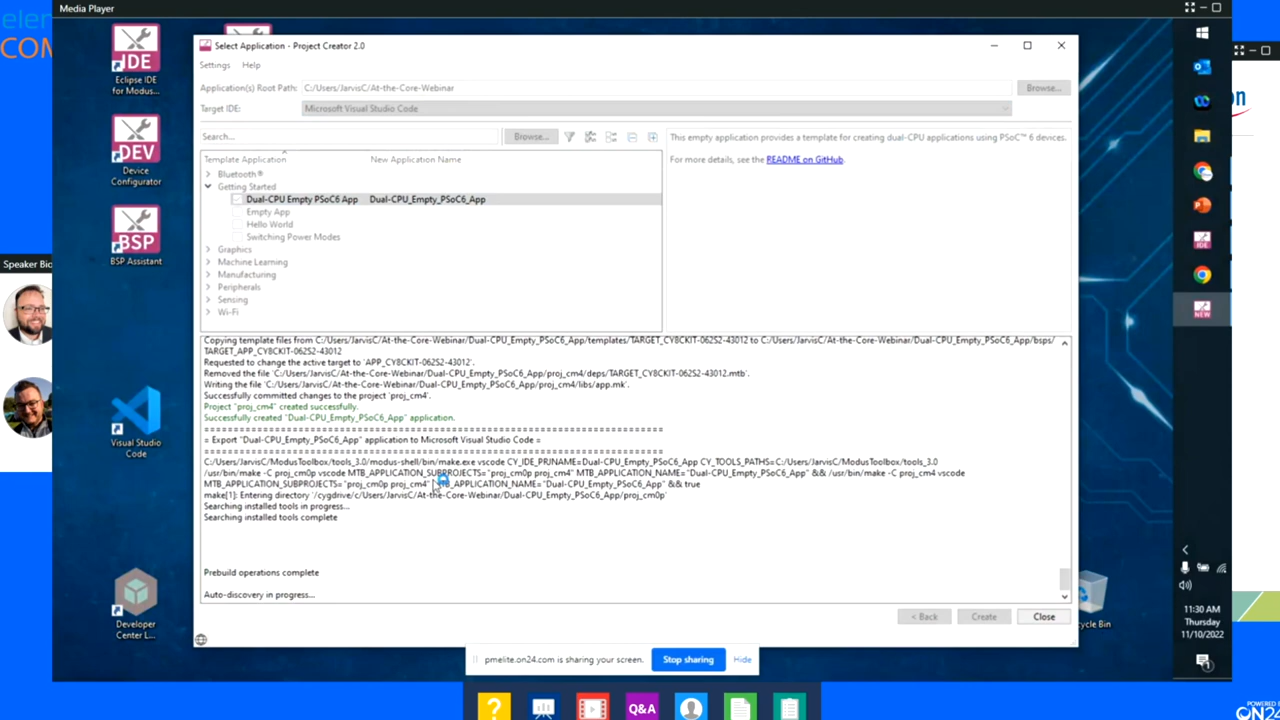 Media Player
elen
COM
Select Application - Project Creator 2.0
Settings Help
Application(s) Root Path: C:/Users/JarvisC/At-the-Core-Webinar Browse...
Target IDE: Microsoft Visual Studio Code
Search... Browse...
Template Application New Application Name
Bluetooth®
Getting Started
Dual-CPU Empty PSoC6 App Dual-CPU_Empty_PSoC6_App
Empty App
Hello World
Switching Power Modes
Graphics
Machine Learning
Manufacturing
Peripherals
Sensing
Wi-Fi
This empty application provides a template for creating dual-CPU applications using PSoC™ 6 devices.
For more details, see the README on GitHub.
Copying template files from C:/Users/JarvisC/At-the-Core-Webinar/Dual-CPU_Empty_PSoC6_App/templates/TARGET_CY8CKIT-062S2-43012 to C:/Users/JarvisC/At-the-Core-Webinar/Dual-CPU_Empty_PSoC6_App/bsps/
TARGET_APP_CY8CKIT-062S2-43012
Requested to change the active target to 'APP_CY8CKIT-062S2-43012'.
Removed the file 'C:/Users/JarvisC/At-the-Core-Webinar/Dual-CPU_Empty_PSoC6_App/proj_cm4/deps/TARGET_CY8CKIT-062S2-43012.mtb'.
Writing the file 'C:/Users/JarvisC/At-the-Core-Webinar/Dual-CPU_Empty_PSoC6_App/proj_cm4/libs/app.mk'.
Successfully committed changes to the project 'proj_cm4'.
Project "proj_cm4" created successfully.
Successfully created "Dual-CPU_Empty_PSoC6_App" application.
= Export "Dual-CPU_Empty_PSoC6_App" application to Microsoft Visual Studio Code =
C:/Users/JarvisC/ModusToolbox/tools_3.0/modus-shell/bin/make.exe vscode CY_IDE_PRJNAME=Dual-CPU_Empty_PSoC6_App CY_TOOLS_PATHS=C:/Users/JarvisC/ModusToolbox/tools_3.0
/usr/bin/make -C proj_cm0p vscode MTB_APPLICATION_SUBPROJECTS="proj_cm0p proj_cm4" MTB_APPLICATION_NAME="Dual-CPU_Empty_PSoC6_App" && /usr/bin/make -C proj_cm4 vscode
MTB_APPLICATION_SUBPROJECTS="proj_cm0p proj_cm4" MTB_APPLICATION_NAME="Dual-CPU_Empty_PSoC6_App" && true
make[1]: Entering directory '/cygdrive/c/Users/JarvisC/At-the-Core-Webinar/Dual-CPU_Empty_PSoC6_App/proj_cm0p'
Searching installed tools in progress...
Searching installed tools complete
Prebuild operations complete
Auto-discovery in progress...
< Back Create Close
Eclipse IDE
for Modus...
IDE
DEV
Device
Configurator
BSP
BSP Assistant
Speaker Bio
Visual Studio
Code
Developer
Center L...
cycle Bin
NEW
11:30 AM
Thursday
11/10/2022
on
pmelite.on24.com is sharing your screen. Stop sharing Hide
? Q&A
POWERED
ON24